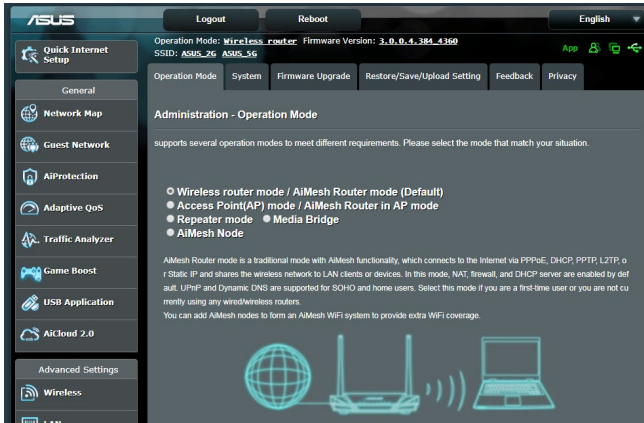 ASUS
Logout
Reboot
English
Operation Mode: Wireless router Firmware Version: 3.0.0.4.384_4360
SSID: ASUS_2G ASUS_5G
App
Quick Internet
Setup
General
Network Map
Guest Network
AiProtection
Adaptive QoS
Traffic Analyzer
Game Boost
USB Application
AiCloud 2.0
Advanced Settings
Wireless
Operation Mode System Firmware Upgrade Restore/Save/Upload Setting Feedback Privacy
Administration - Operation Mode
supports several operation modes to meet different requirements. Please select the mode that match your situation.
Wireless router mode / AiMesh Router mode (Default)
Access Point(AP) mode / AiMesh Router in AP mode
Repeater mode Media Bridge
AiMesh Node
AiMesh Router mode is a traditional mode with AiMesh functionality, which connects to the Internet via PPPoE, DHCP, PPTP, L2TP, o
r Static IP and shares the wireless network to LAN clients or devices. In this mode, NAT, firewall, and DHCP server are enabled by def
ault. UPnP and Dynamic DNS are supported for SOHO and home users. Select this mode if you are a first-time user or you are not cu
rrently using any wired/wireless routers.
You can add AiMesh nodes to form an AiMesh WiFi system to provide extra WiFi coverage.